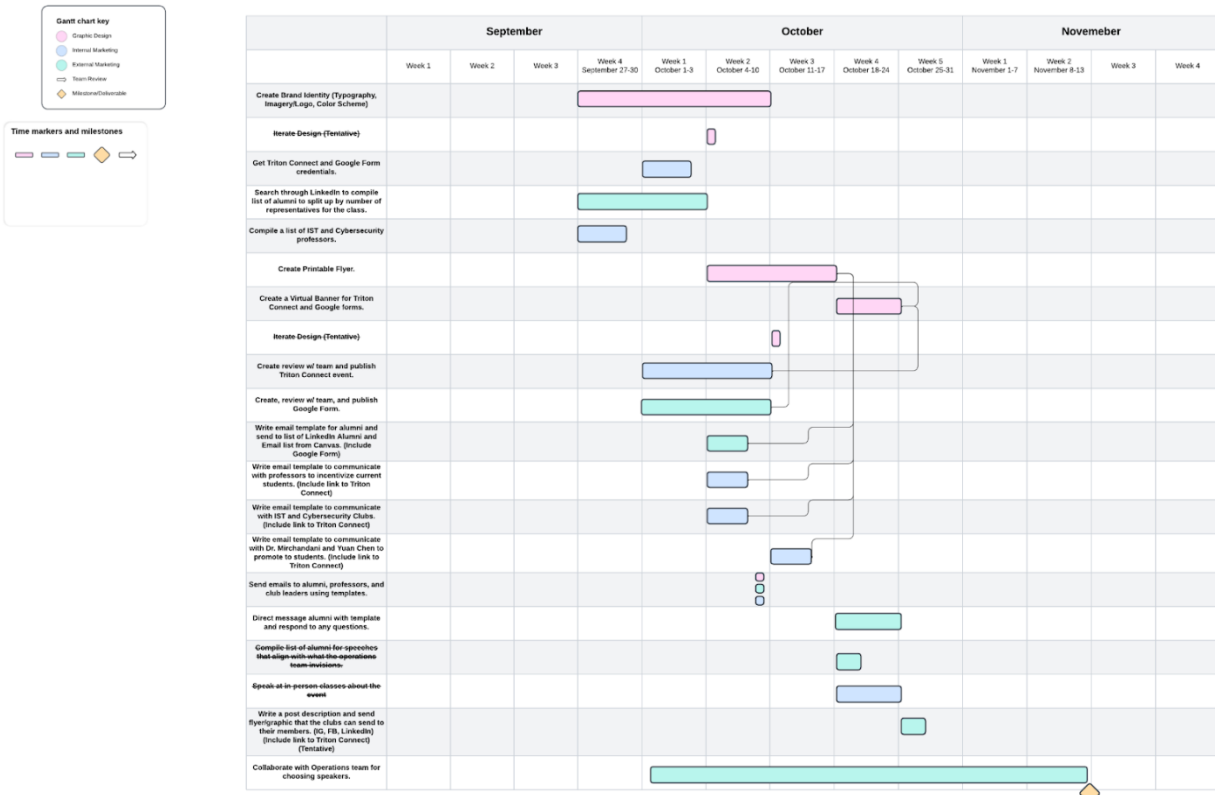 Gantt chart key
Graphic Design
Internal Marketing
External Marketing
Team Review
Milestone/Deliverable
Time markers and milestones
September
October
Novemeber
Week 1
Week 2
Week 3
Week 4
September 27-30
Week 1
October 1-3
Week 2
October 4-10
Week 3
October 11-17
Week 4
October 18-24
Week 5
October 25-31
Week 1
November 1-7
Week 2
November 8-13
Week 3
Week 4
Create Brand Identity (Typography,
Imagery/Logo, Color Scheme)
Iterate Design (Tentative)
Get Triton Connect and Google Form
credentials.
Search through LinkedIn to compile
list of alumni to split up by number of
representatives for the class.
Compile a list of IST and Cybersecurity
professors.
Create Printable Flyer.
Create a Virtual Banner for Triton
Connect and Google forms.
Iterate Design (Tentative)
Create review w/ team and publish
Triton Connect event.
Create, review w/ team, and publish
Google Form.
Write email template for alumni and
send to list of LinkedIn Alumni and
Email list from Canvas. (Include
Google Form)
Write email template to communicate
with professors to incentivize current
students. (Include link to Triton
Connect)
Write email template to communicate
with IST and Cybersecurity Clubs.
(Include link to Triton Connect)
Write email template to communicate
with Dr. Mirchandani and Yuan Chen to
promote to students. (Include link to
Triton Connect)
Send emails to alumni, professors, and
club leaders using templates.
Direct message alumni with template
and respond to any questions.
Compile list of alumni for speeches
that align with what the operations
team invisions.
Speak at in-person classes about the
event
Write a post description and send
flyer/graphic that the clubs can send to
their members. (IG, FB, LinkedIn)
(Include link to Triton Connect)
(Tentative)
Collaborate with Operations team for
choosing speakers.